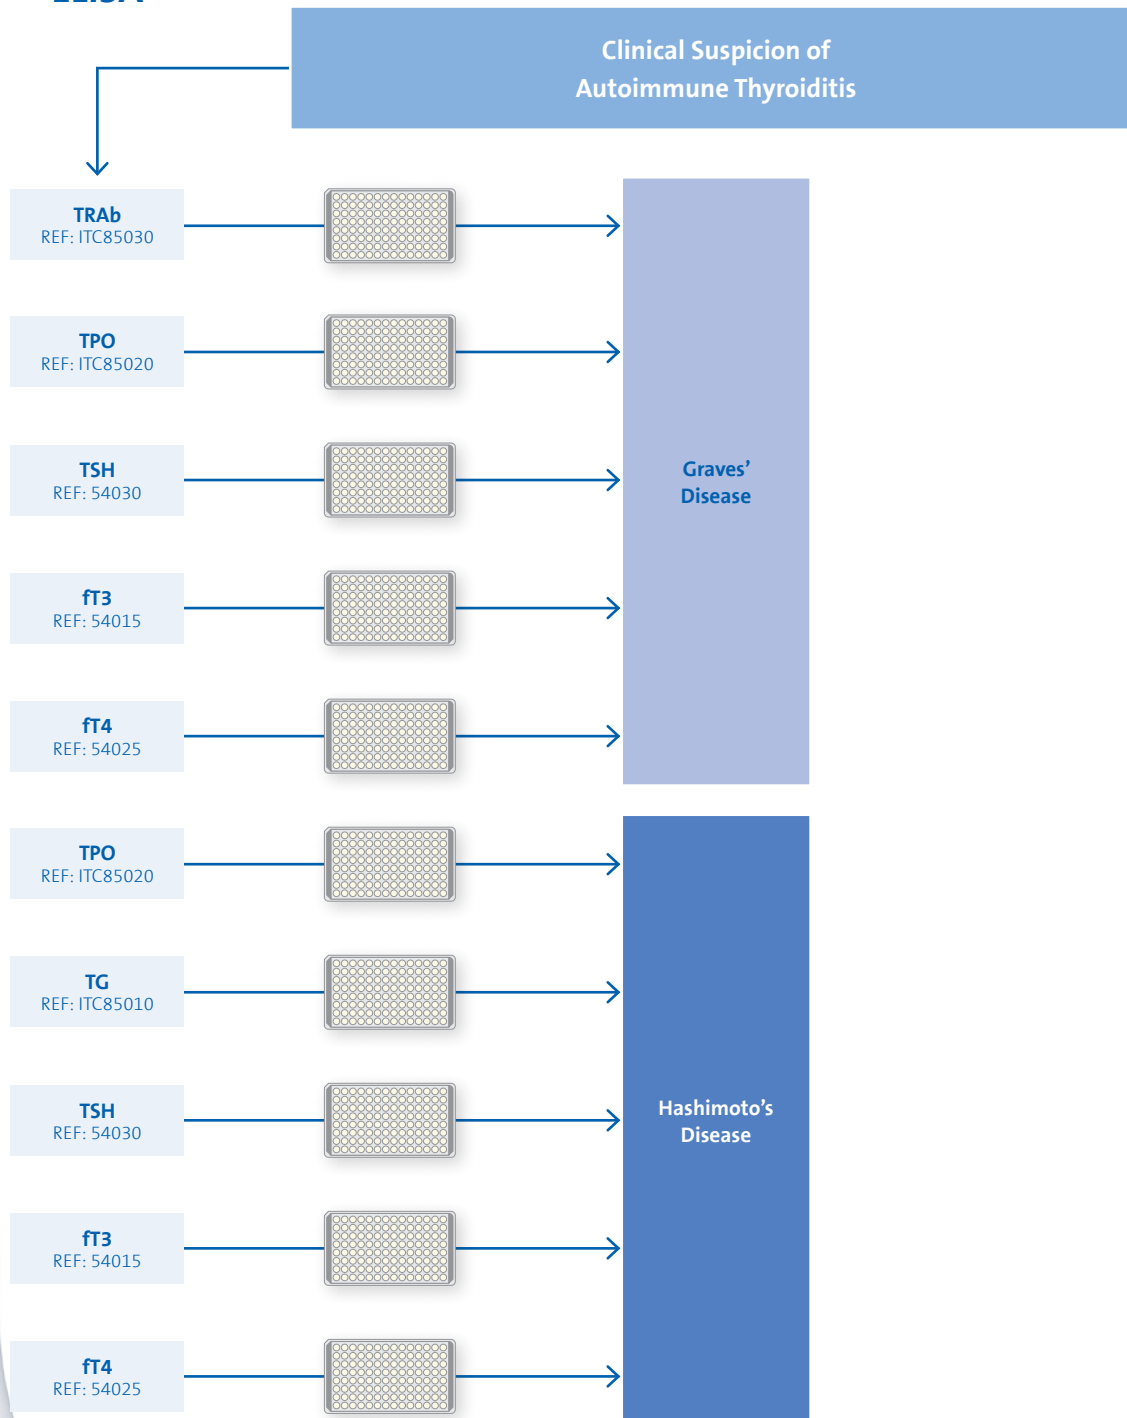 ELISA
Clinical Suspicion of
Autoimmune Thyroiditis
TRAb
REF: ITC85030
TPO
REF: ITC85020
TSH
REF: 54030
fT3
REF: 54015
fT4
REF: 54025
Graves’
Disease
TPO
REF: ITC85020
TG
REF: ITC85010
TSH
REF: 54030
fT3
REF: 54015
fT4
REF: 54025
Hashimoto’s
Disease